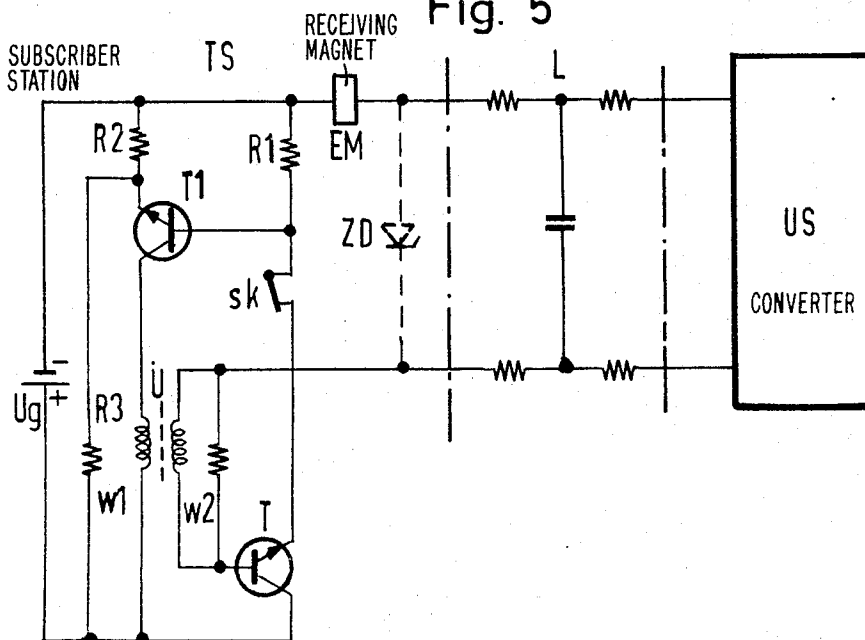 Fig. 5
SUBSCRIBER
STATION
TS
RECEIVING
MAGNET
L
R2
R1
EM
T1
ZD
US
CONVERTER
sk
Ü
-
+
Ug
R3
W1
W2
T